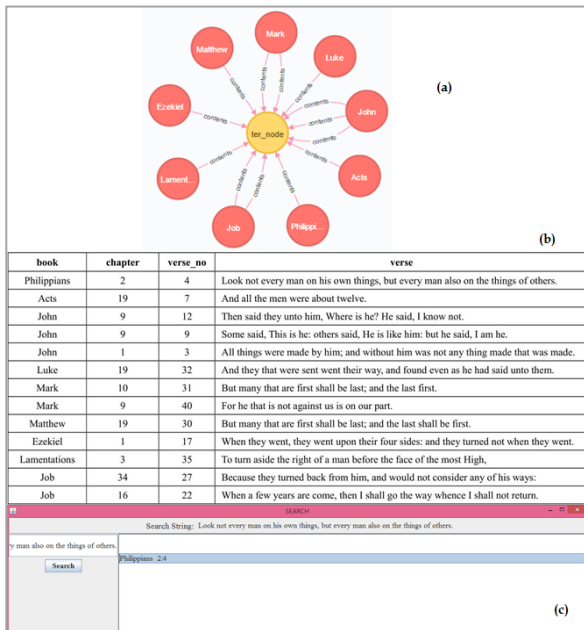 Mark
Matthew
Luke
(a)
Ezekiel
John
ter_node
Lament...
Acts
Job
Philippi...
contents
contents
contents
contents
contents
contents
contents
contents
contents
contents
contents
contents
contents
(b)
book chapter verse_no verse
Philippians 2 4 Look not every man on his own things, but every man also on the things of others.
Acts 19 7 And all the men were about twelve.
John 9 12 Then said they unto him, Where is he? He said, I know not.
John 9 9 Some said, This is he: others said, He is like him: but he said, I am he.
John 1 3 All things were made by him; and without him was not any thing made that was made.
Luke 19 32 And they that were sent went their way, and found even as he had said unto them.
Mark 10 31 But many that are first shall be last; and the last first.
Mark 9 40 For he that is not against us is on our part.
Matthew 19 30 But many that are first shall be last; and the last shall be first.
Ezekiel 1 17 When they went, they went upon their four sides: and they turned not when they went.
Lamentations 3 35 To turn aside the right of a man before the face of the most High,
Job 34 27 Because they turned back from him, and would not consider any of his ways:
Job 16 22 When a few years are come, then I shall go the way whence I shall not return.
SEARCH
Search String: Look not every man on his own things, but every man also on the things of others.
y man also on the things of others.
Philippians 2:4
Search
(c)